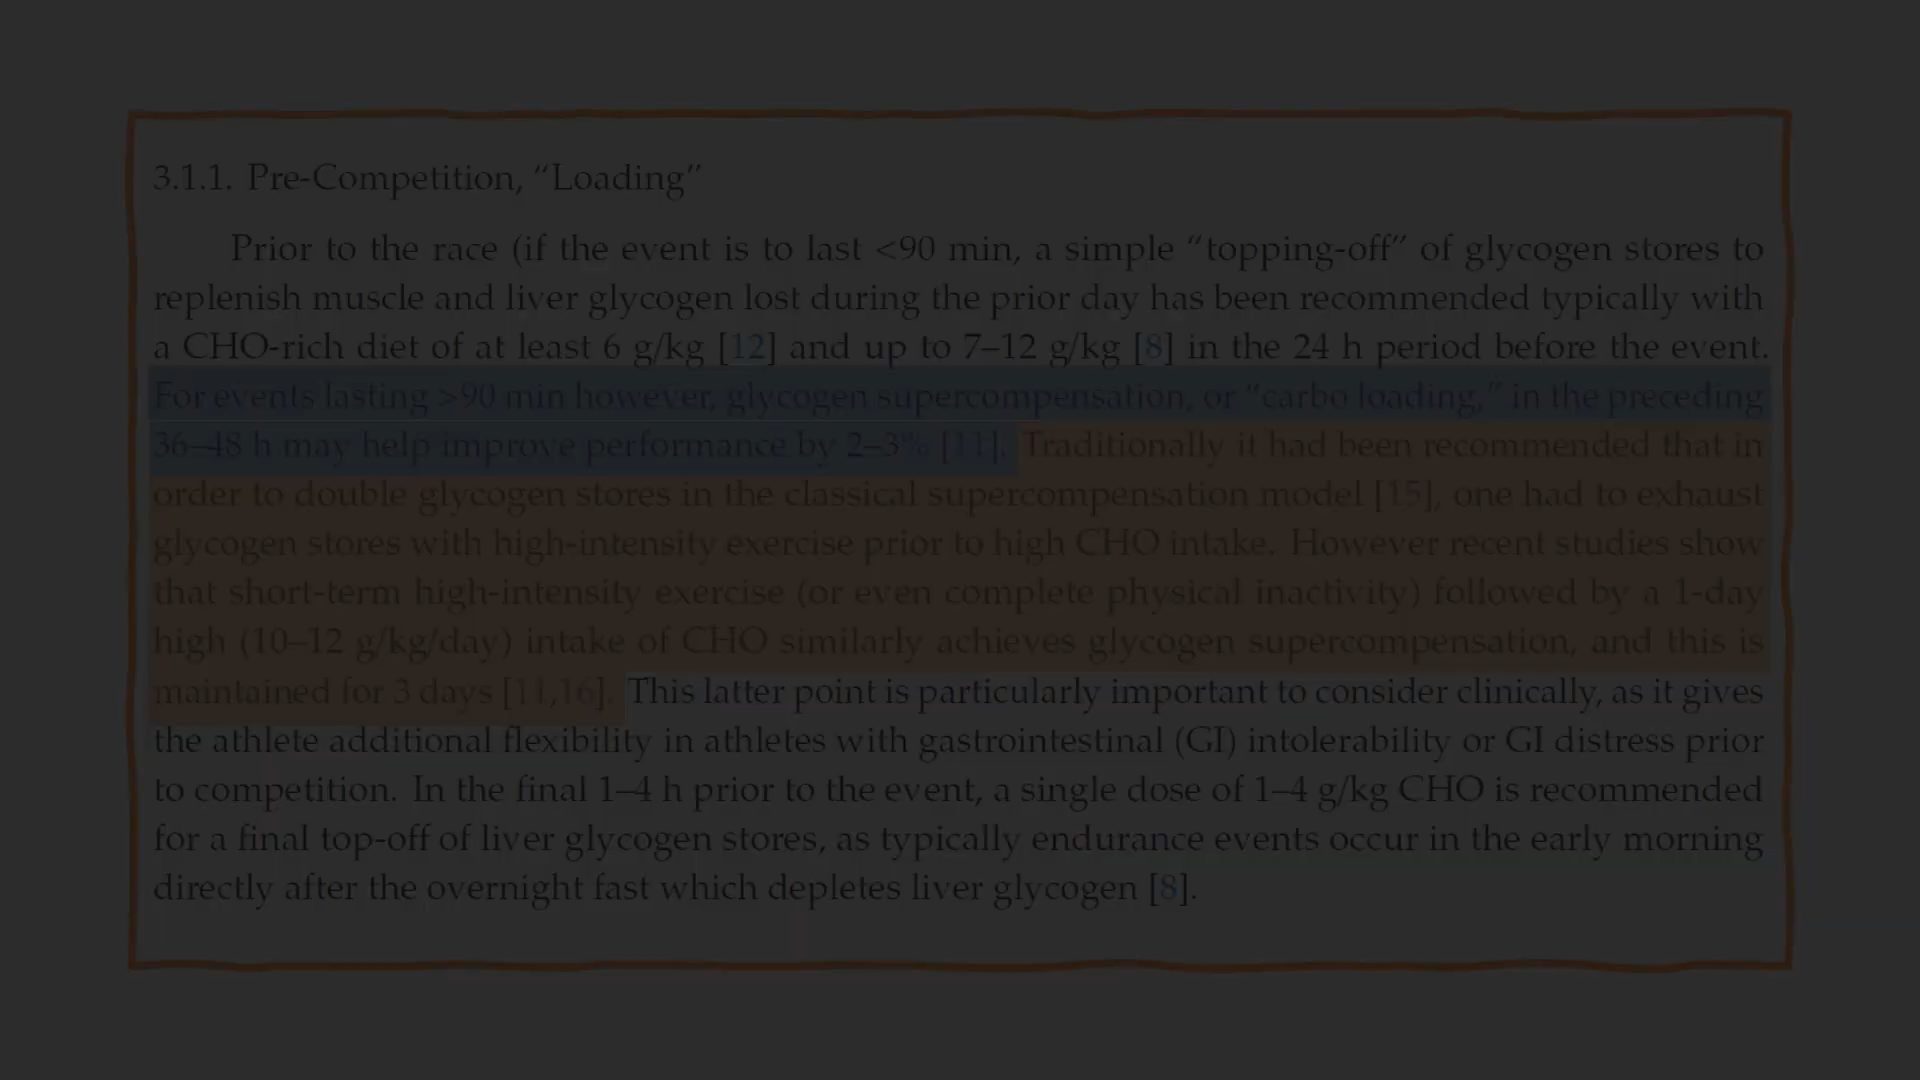 3.1.1. Pre-Competition, “Loading”
Prior to the race (if the event is to last <90 min, a simple “topping-off” of glycogen stores to
replenish muscle and liver glycogen lost during the prior day has been recommended typically with
a CHO-rich diet of at least 6 g/kg [12] and up to 7–12 g/kg [8] in the 24 h period before the event.
For events lasting >90 min however, glycogen supercompensation, or “carbo loading,” in the preceding
36–48 h may help improve performance by 2–3% [11]. Traditionally it had been recommended that in
order to double glycogen stores in the classical supercompensation model [15], one had to exhaust
glycogen stores with high-intensity exercise prior to high CHO intake. However recent studies show
that short-term high-intensity exercise (or even complete physical inactivity) followed by a 1-day
high (10–12 g/kg/day) intake of CHO similarly achieves glycogen supercompensation, and this is
maintained for 3 days [11,16]. This latter point is particularly important to consider clinically, as it gives
the athlete additional flexibility in athletes with gastrointestinal (GI) intolerability or GI distress prior
to competition. In the final 1–4 h prior to the event, a single dose of 1–4 g/kg CHO is recommended
for a final top-off of liver glycogen stores, as typically endurance events occur in the early morning
directly after the overnight fast which depletes liver glycogen [8].